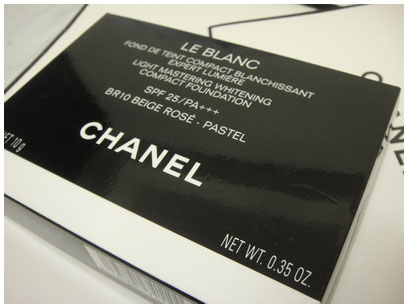 LE BLANC
FOND DE TEINT COMPACT BLANCHISSANT
EXPERT LUMIÈRE
LIGHT MASTERING WHITENING
COMPACT FOUNDATION
SPF 25/PA+++
BR10 BEIGE ROSÉ - PASTEL
CHANEL
10 g
NET WT. 0.35 OZ.